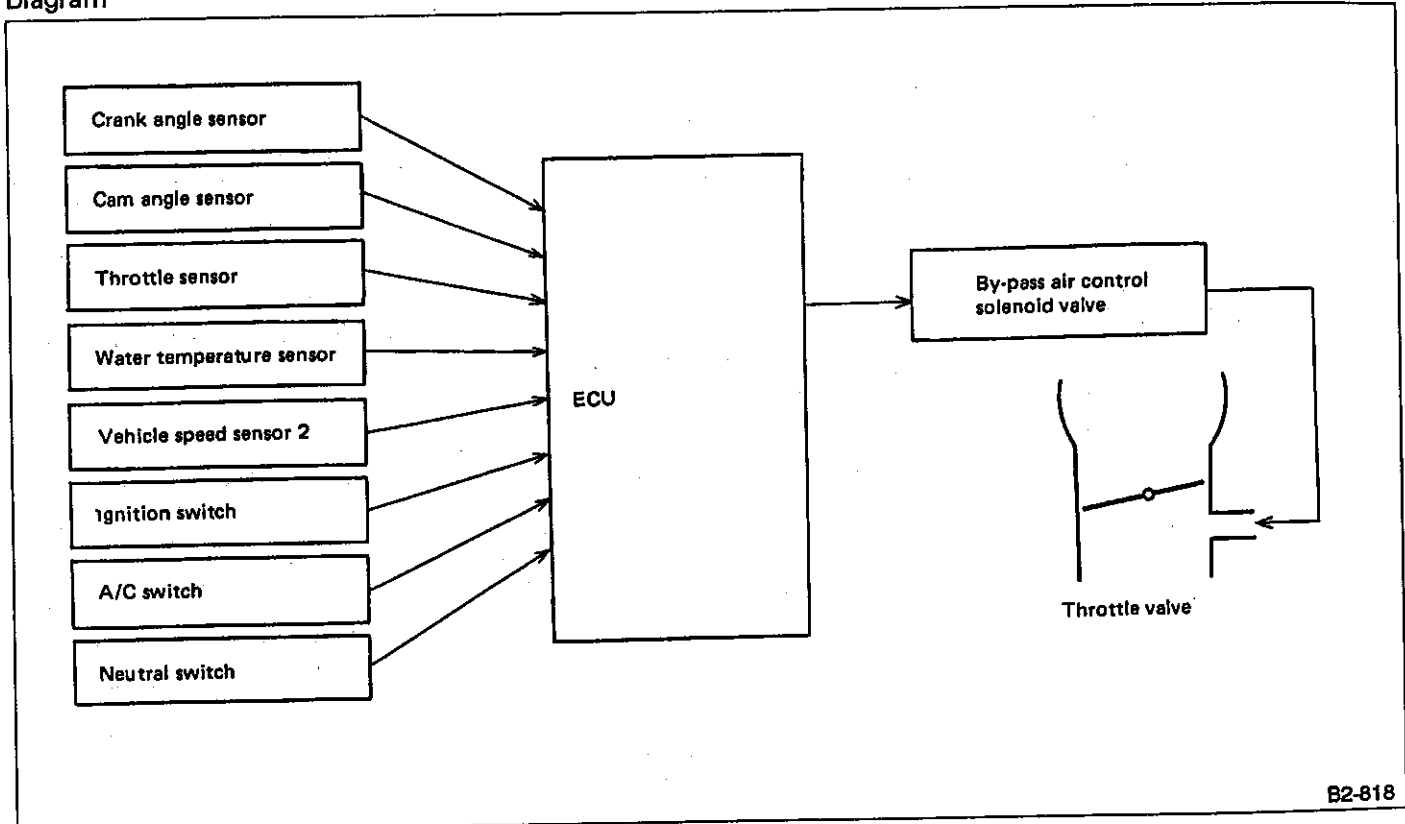 Diagram
Crank angle sensor
Cam angle sensor
Throttle sensor
Water temperature sensor
Vehicle speed sensor 2
Ignition switch
A/C switch
Neutral switch
ECU
By-pass air control
solenoid valve
Throttle valve
B2-818